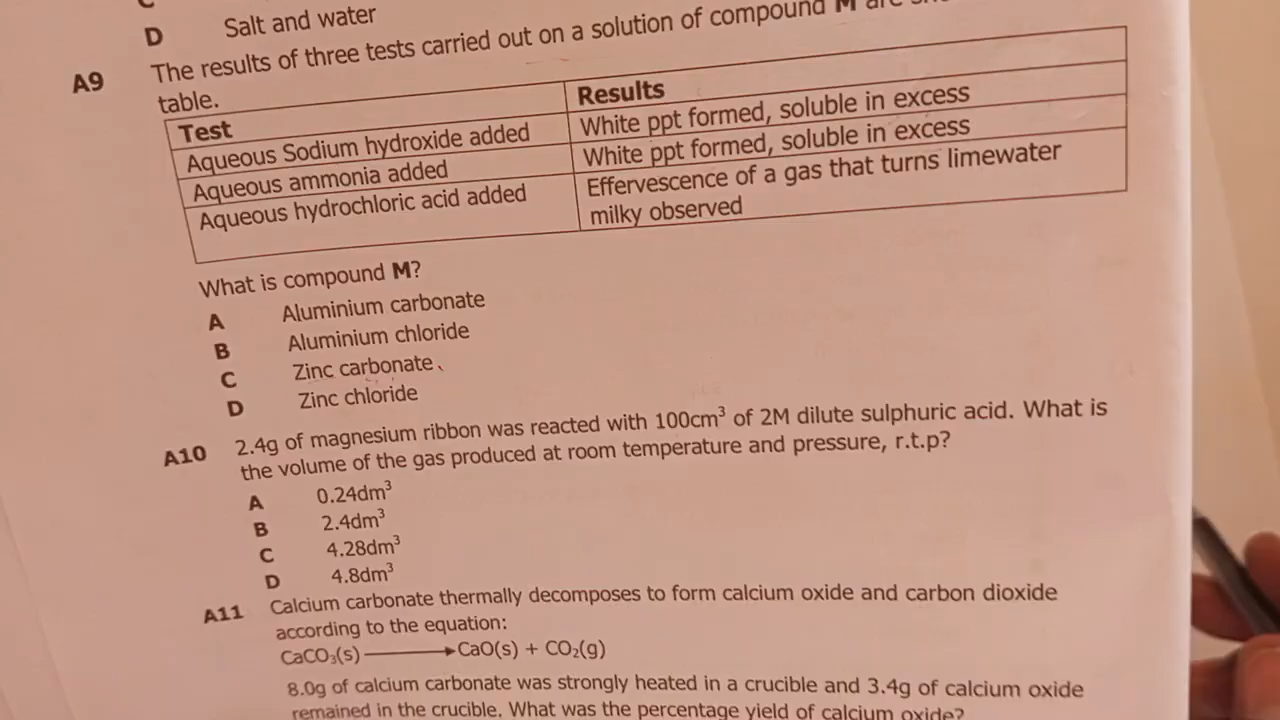 D Salt and water
A9 The results of three tests carried out on a solution of compound M are
table.
Test Results
Aqueous Sodium hydroxide added White ppt formed, soluble in excess
Aqueous ammonia added White ppt formed, soluble in excess
Aqueous hydrochloric acid added Effervescence of a gas that turns limewater
milky observed
What is compound M?
A Aluminium carbonate
B Aluminium chloride
C Zinc carbonate
D Zinc chloride
A10 2.4g of magnesium ribbon was reacted with 100cm³ of 2M dilute sulphuric acid. What is
the volume of the gas produced at room temperature and pressure, r.t.p?
A 0.24dm³
B 2.4dm³
C 4.28dm³
D 4.8dm³
A11 Calcium carbonate thermally decomposes to form calcium oxide and carbon dioxide
according to the equation:
CaCO₃(s) → CaO(s) + CO₂(g)
8.0g of calcium carbonate was strongly heated in a crucible and 3.4g of calcium oxide
remained in the crucible. What was the percentage yield of calcium oxide?